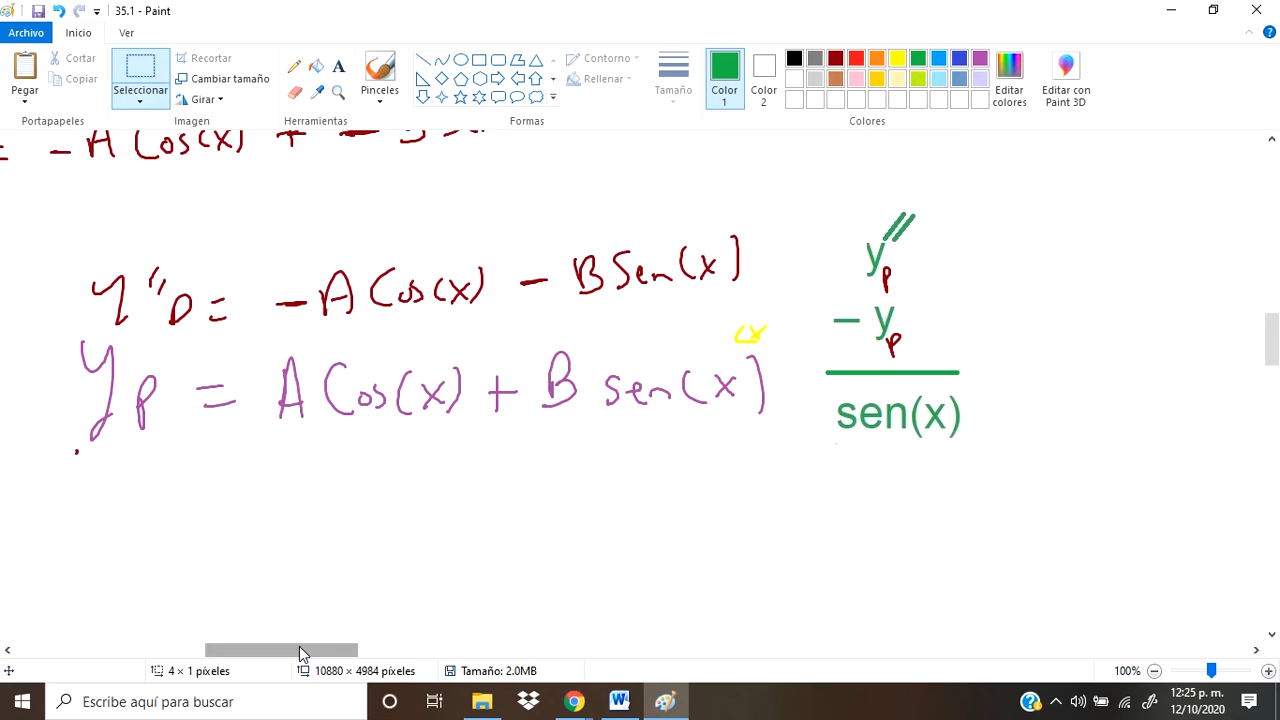 35.1 - Paint
Archivo Inicio Ver
Pegar
Cortar
Copiar
Portapapeles
Seleccionar
Recortar
Cambiar tamaño
Girar
Imagen
A
Herramientas
Pinceles
Contorno
Rellenar
Formas
Tamaño
Color 1
Color 2
Editar colores
Colores
Editar con Paint 3D
= - A Cos(x) + -
y''p = - A Cos(x) - B Sen(x)
yp = A Cos(x) + B sen(x)
y''p
- yp
sen(x)
4 × 1 píxeles
10880 × 4984 píxeles
Tamaño: 2.0MB
100%
Escribe aquí para buscar
12:25 p. m.
12/10/2020